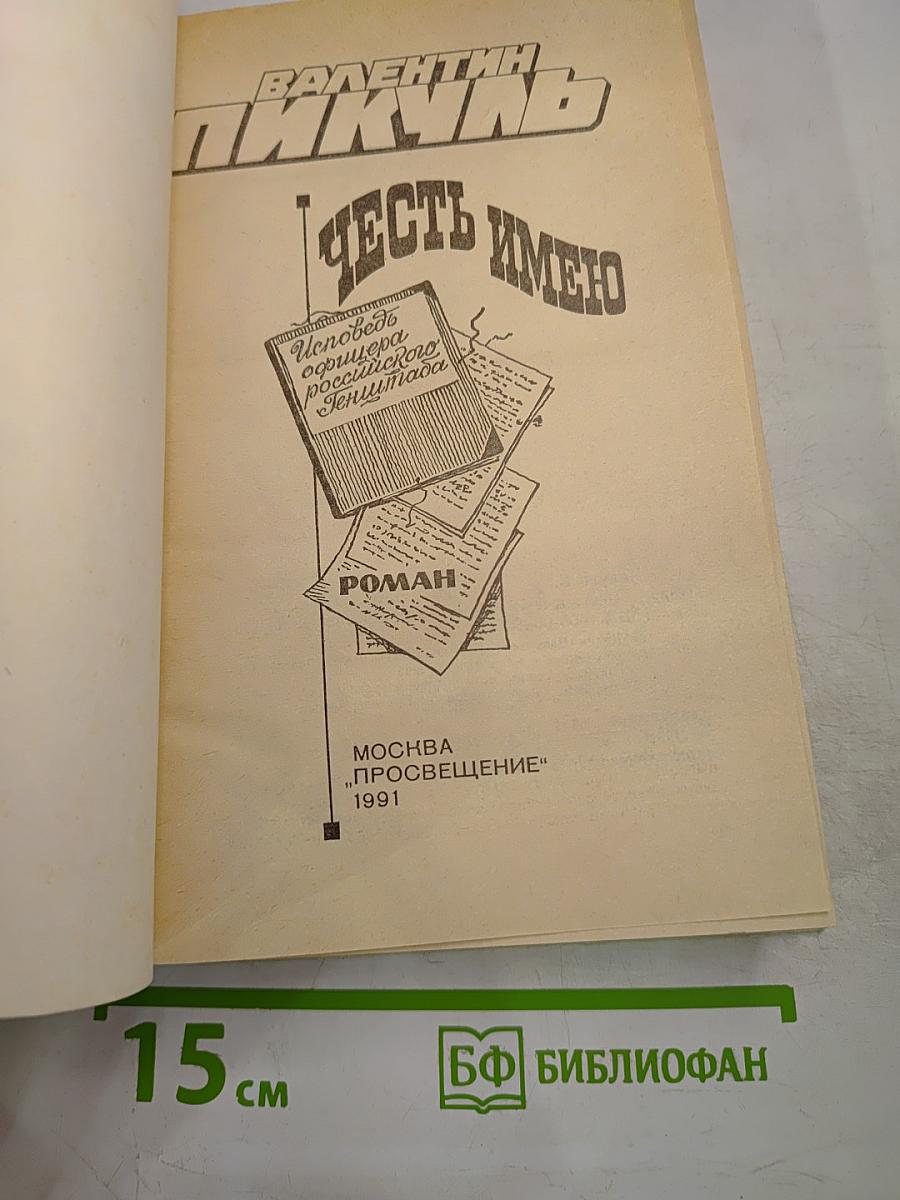 ВАЛЕНТИН
ПИКУЛЬ
ЧЕСТЬ ИМЕЮ
Исповедь
офицера
российского
Генштаба
РОМАН
МОСКВА
„ПРОСВЕЩЕНИЕ“
1991
15 см
БФ БИБЛИОФАН